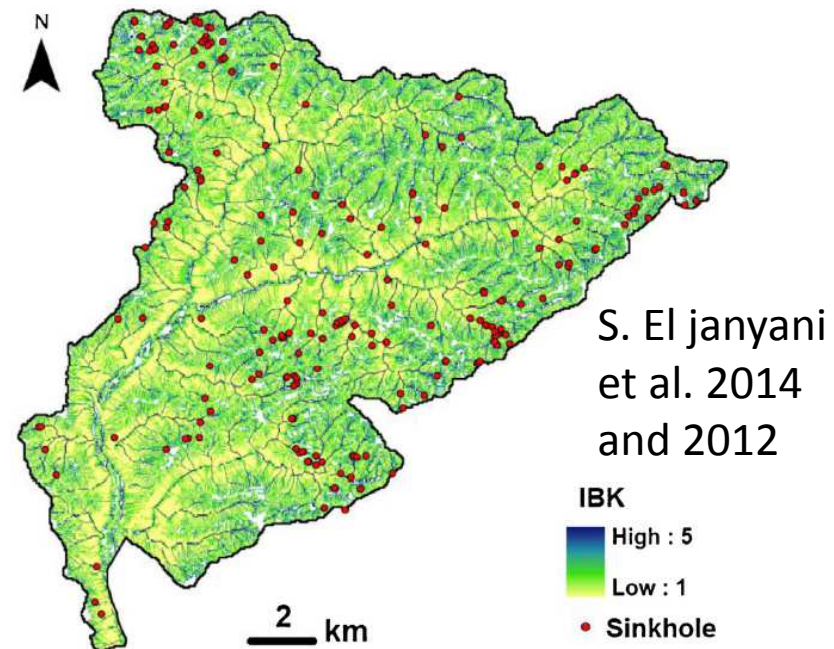 N
S. El janyani
et al. 2014
and 2012
IBK
High : 5
Low : 1
Sinkhole
2
km